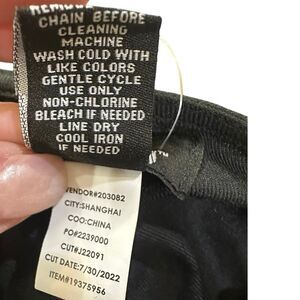 REMOVE
CHAIN BEFORE
CLEANING
MACHINE
WASH COLD WITH
LIKE COLORS
GENTLE CYCLE
USE ONLY
NON-CHLORINE
BLEACH IF NEEDED
LINE DRY
COOL IRON
IF NEEDED
VENDOR#203082
CITY:SHANGHAI
COO:CHINA
PO#2239000
CUT#J22091
CUT DATE:7/30/2022
ITEM#19375956